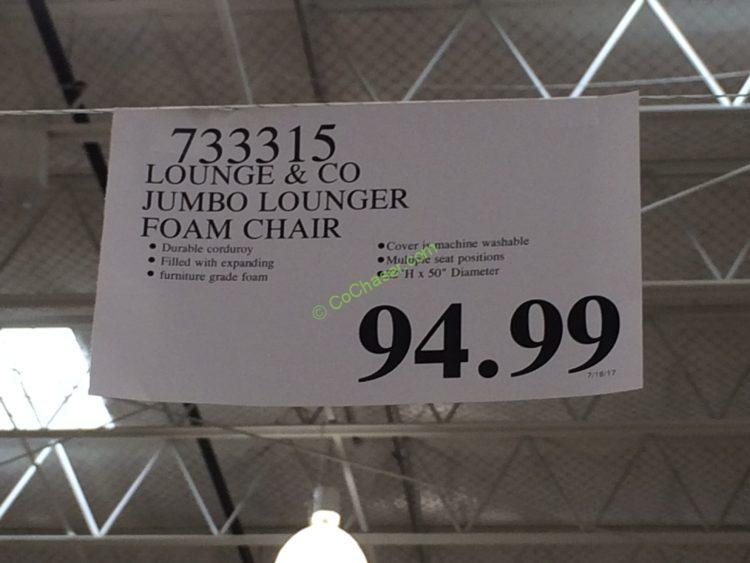 733315
LOUNGE & CO
JUMBO LOUNGER
FOAM CHAIR
• Durable corduroy
• Filled with expanding
• furniture grade foam
• Cover is machine washable
• Multiple seat positions
"H x 50" Diameter
94.99
7/18/17
© CoChaser.com